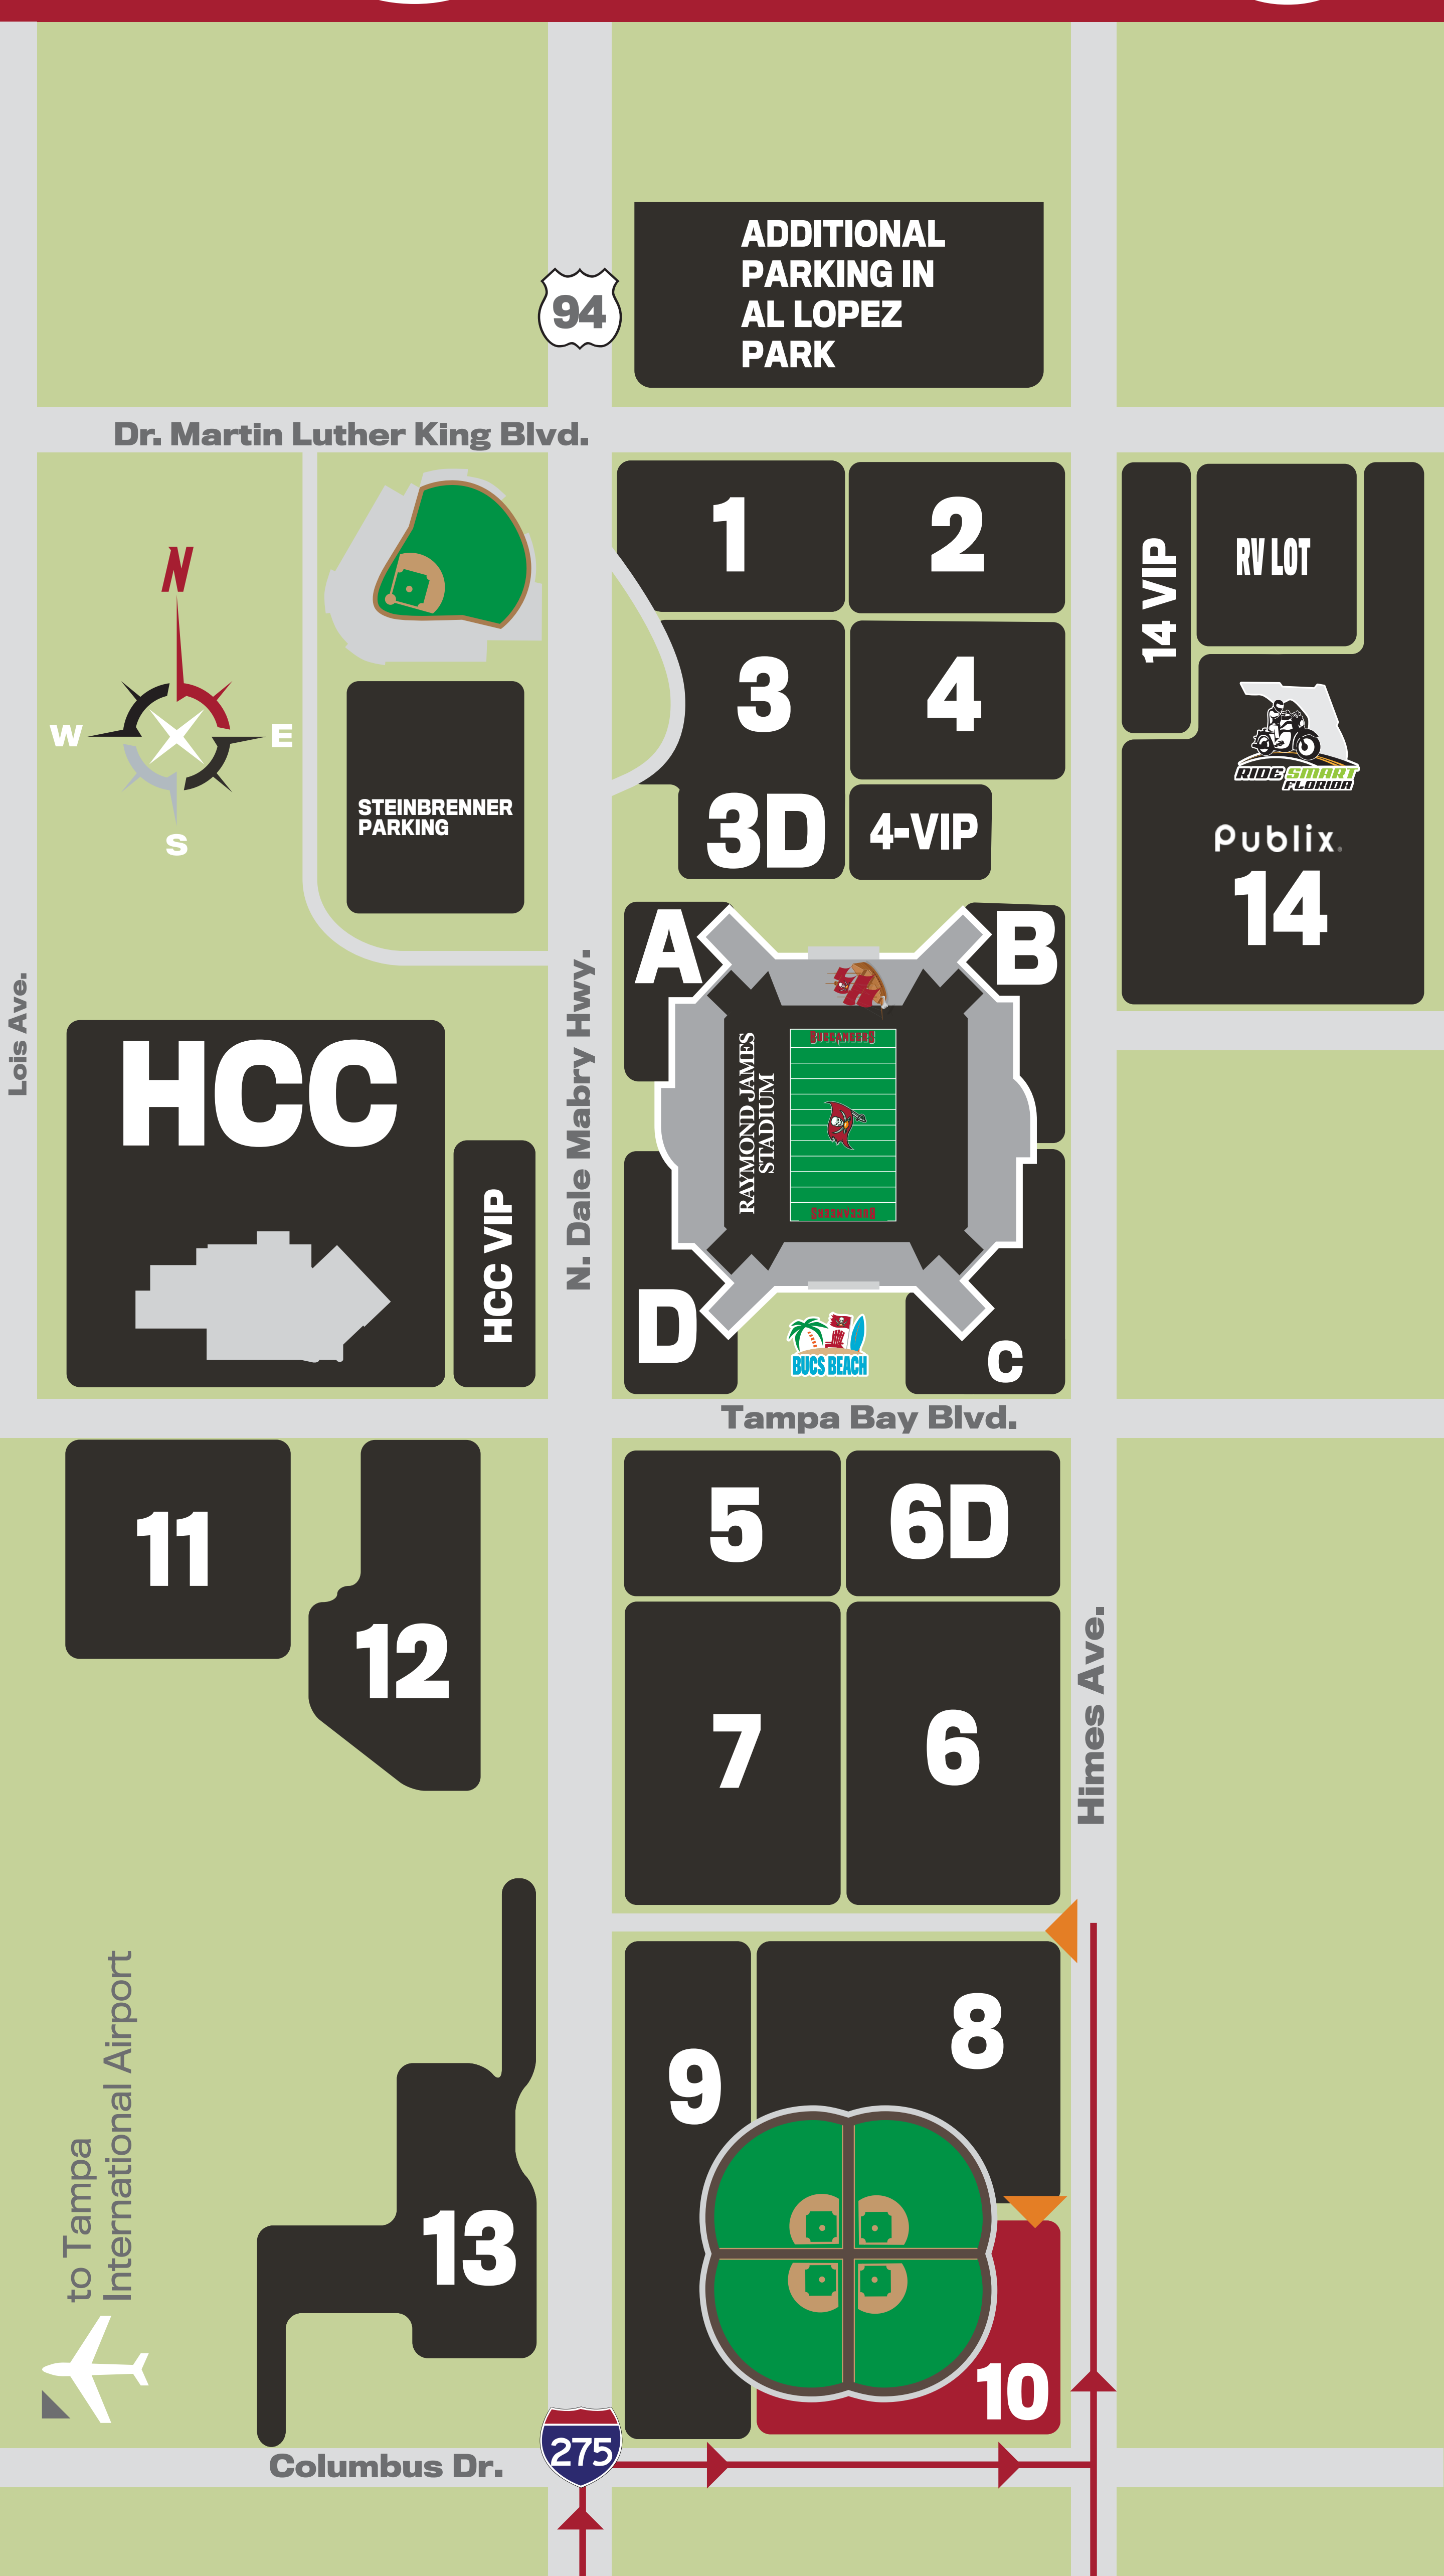 ADDITIONAL
PARKING IN
AL LOPEZ
PARK
94
Dr. Martin Luther King Blvd.
1
2
14 VIP
RV LOT
N
W
E
S
3
4
STEINBRENNER
PARKING
3D
4-VIP
RIDE SMART
FLORIDA
Publix
14
A
B
Lois Ave.
N. Dale Mabry Hwy.
HCC
HCC VIP
BUCCANEERS
RAYMOND JAMES
STADIUM
BUCCANEERS
D
BUCS BEACH
C
Tampa Bay Blvd.
11
12
5
6D
7
6
Himes Ave.
to Tampa
International Airport
8
9
13
10
275
Columbus Dr.